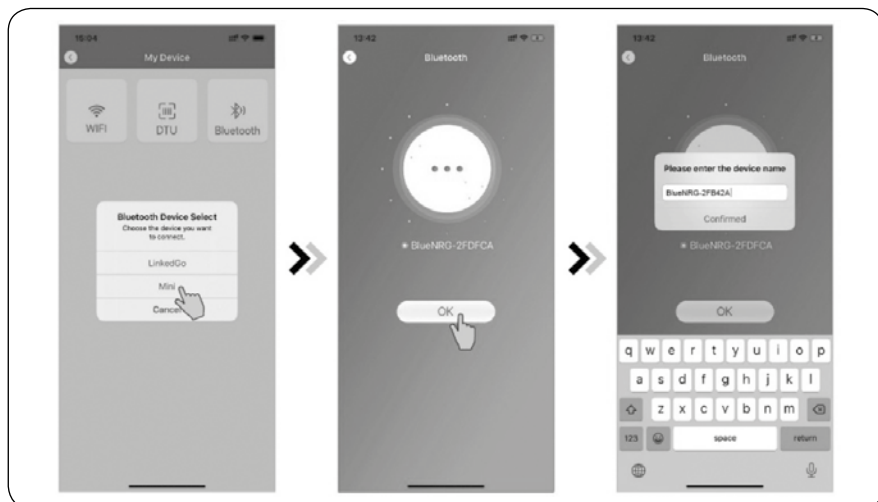 16:04
My Device
WIFI
DTU
Bluetooth
Bluetooth Device Select
Choose the device you want
to connect.
LinkedGo
Mini
Cancel
13:42
Bluetooth
BlueNRG-2FDFCA
OK
13:42
Bluetooth
Please enter the device name
BlueNRG-2FB42A
Confirmed
BlueNRG-2FDFCA
OK
q w e r t y u i o p
a s d f g h j k l
z x c v b n m
123 space return